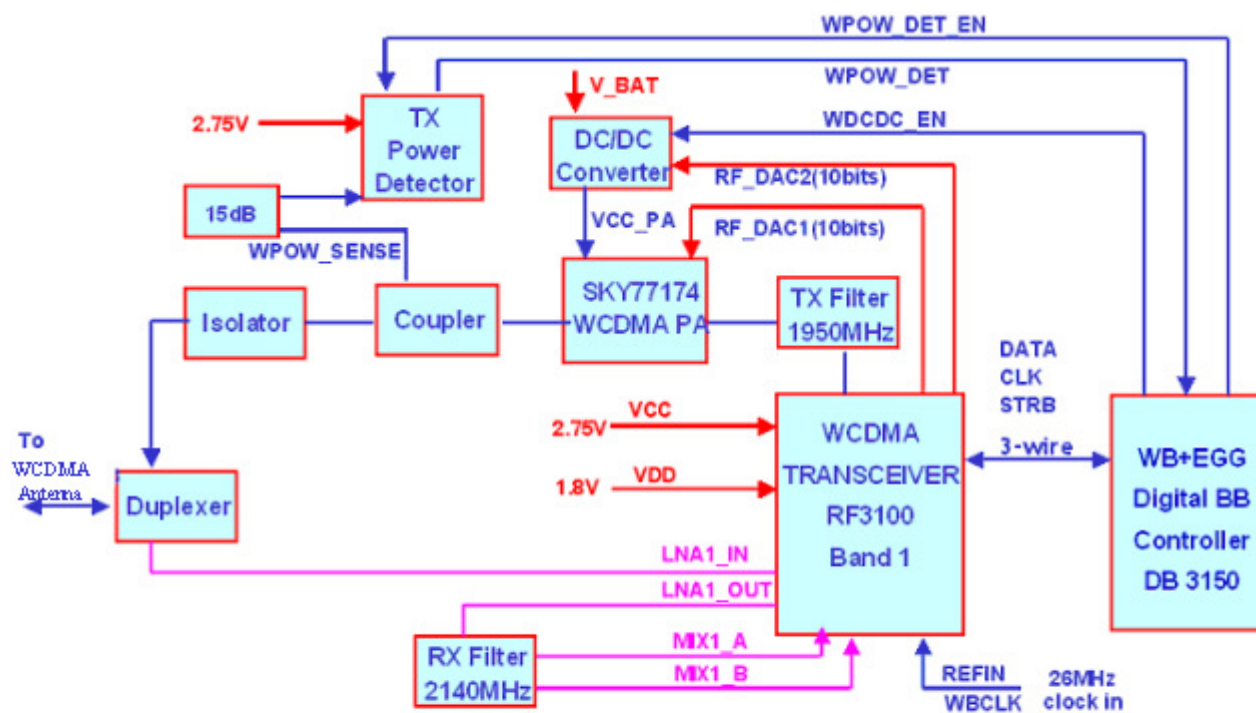 WPOW_DET_EN
WPOW_DET
V_BAT
WDCDC_EN
TX
Power
Detector
2.75V
DC/DC
Converter
RF_DAC2(10bits)
15dB
VCC_PA
RF_DAC1(10bits)
WPOW_SENSE
Isolator
Coupler
SKY77174
WCDMA PA
TX Filter
1950MHz
DATA
CLK
STRB
3-wire
To
WCDMA
Antenna
Duplexer
2.75V
VCC
1.8V
VDD
WCDMA
TRANSCEIVER
RF3100
Band 1
WB+EGG
Digital BB
Controller
DB 3150
LNA1_IN
LNA1_OUT
RX Filter
2140MHz
MIX1_A
MIX1_B
REFIN
WBCLK
26MHz
clock in